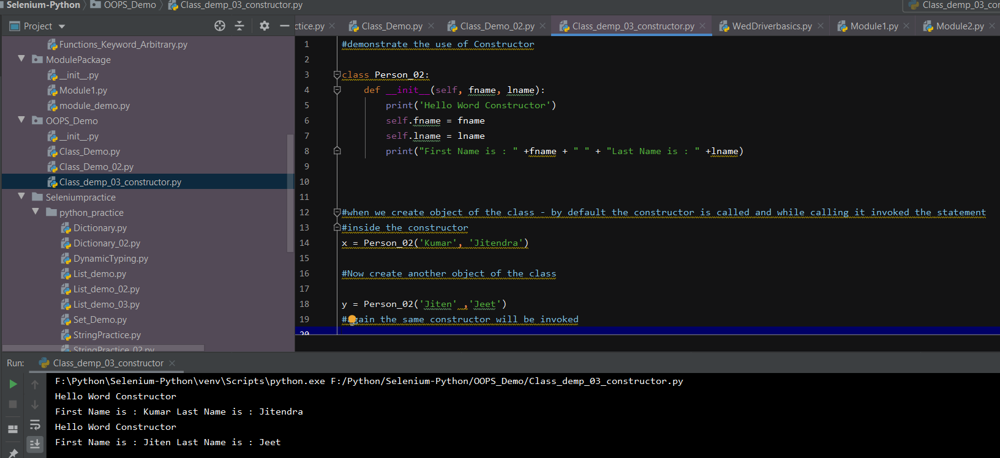 Selenium-Python OOPS_Demo Class_demp_03_constructor.py
Project
ctice.py Class_Demo.py Class_Demo_02.py Class_demp_03_constructor.py WedDriverbasics.py Module1.py Module2.py
Functions_Keyword_Arbitrary.py
ModulePackage
__init__.py
Module1.py
module_demo.py
OOPS_Demo
__init__.py
Class_Demo.py
Class_Demo_02.py
Class_demp_03_constructor.py
Seleniumpractice
python_practice
Dictionary.py
Dictionary_02.py
DynamicTyping.py
List_demo.py
List_demo_02.py
List_demo_03.py
Set_Demo.py
StringPractice.py
StringPractice_02.py
1 #demonstrate the use of Constructor
2
3 class Person_02:
4 def __init__(self, fname, lname):
5 print('Hello Word Constructor')
6 self.fname = fname
7 self.lname = lname
8 print("First Name is : " +fname + " " + "Last Name is : " +lname)
9
10
11
12 #when we create object of the class - by default the constructor is called and while calling it invoked the statement
13 #inside the constructor
14 x = Person_02('Kumar', 'Jitendra')
15
16 #Now create another object of the class
17
18 y = Person_02('Jiten' ,'Jeet')
19 #again the same constructor will be invoked
20
Class_demp_03_cor
Run: Class_demp_03_constructor
F:\Python\Selenium-Python\venv\Scripts\python.exe F:/Python/Selenium-Python/OOPS_Demo/Class_demp_03_constructor.py
Hello Word Constructor
First Name is : Kumar Last Name is : Jitendra
Hello Word Constructor
First Name is : Jiten Last Name is : Jeet